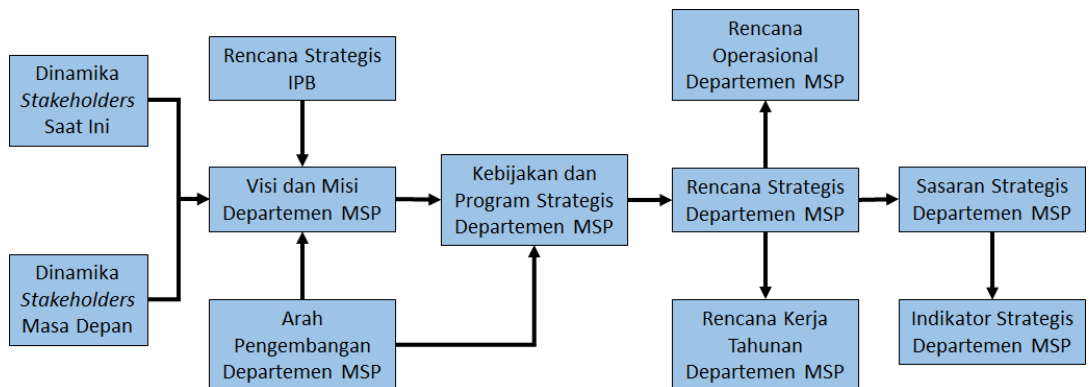 Dinamika
Stakeholders
Saat Ini
Dinamika
Stakeholders
Masa Depan
Rencana Strategis
IPB
Visi dan Misi
Departemen MSP
Arah
Pengembangan
Departemen MSP
Kebijakan dan
Program Strategis
Departemen MSP
Rencana
Operasional
Departemen MSP
Rencana Strategis
Departemen MSP
Rencana Kerja
Tahunan
Departemen MSP
Sasaran Strategis
Departemen MSP
Indikator Strategis
Departemen MSP